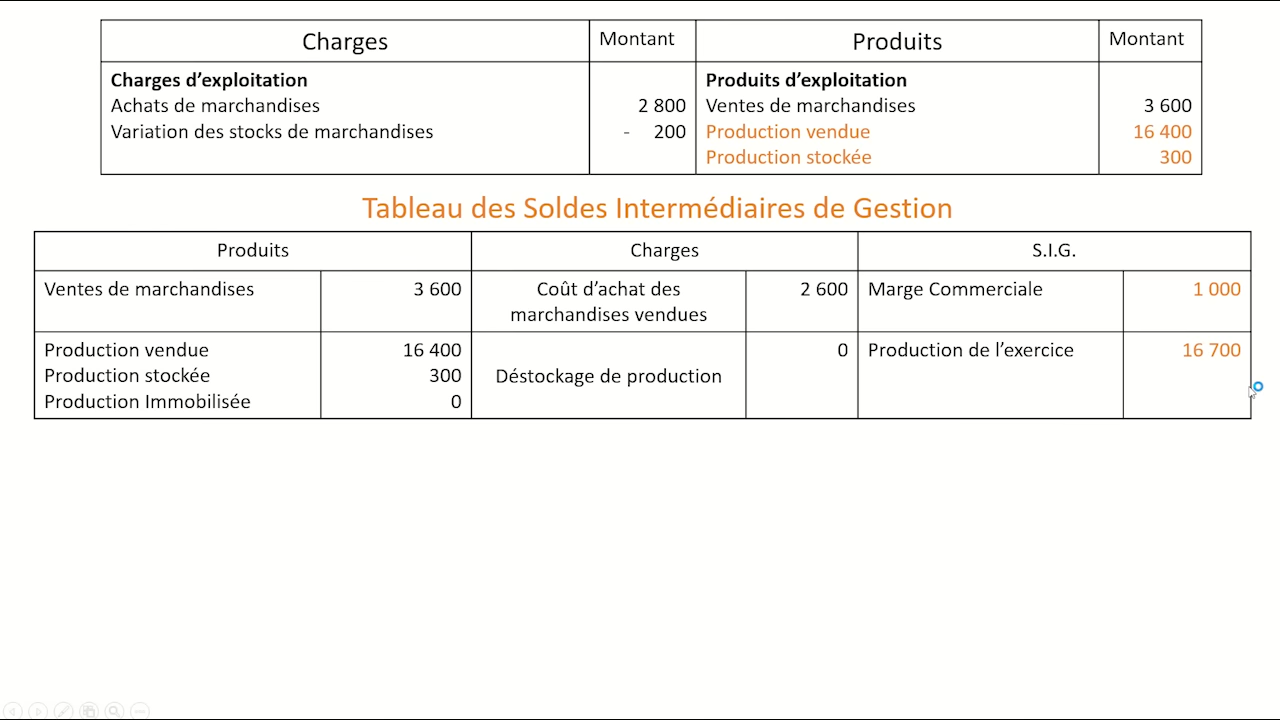 Charges Montant Produits Montant
Charges d’exploitation Produits d’exploitation
Achats de marchandises 2 800 Ventes de marchandises 3 600
Variation des stocks de marchandises - 200 Production vendue 16 400
Production stockée 300
Tableau des Soldes Intermédiaires de Gestion
Produits Charges S.I.G.
Ventes de marchandises 3 600 Coût d’achat des 2 600 Marge Commerciale 1 000
marchandises vendues
Production vendue 16 400 0 Production de l’exercice 16 700
Production stockée 300 Déstockage de production
Production Immobilisée 0